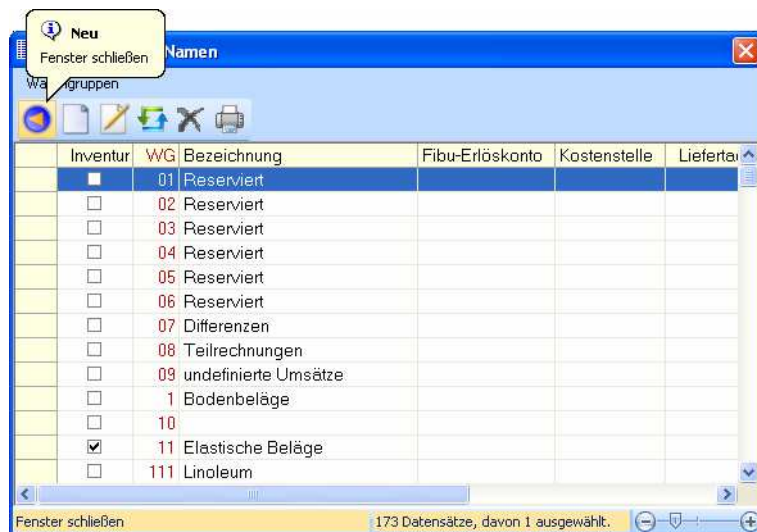 Neu
Fenster schließen
Namen
Inventur WG Bezeichnung Fibu-Erlöskonto Kostenstelle
01 Reserviert
02 Reserviert
03 Reserviert
04 Reserviert
05 Reserviert
06 Reserviert
07 Differenzen
08 Teilrechnungen
09 undefinierte Umsätze
1 Bodenbeläge
10
11 Elastische Beläge
111 Linoleum
Fenster schließen 173 Datensätze, davon 1 ausgewählt.